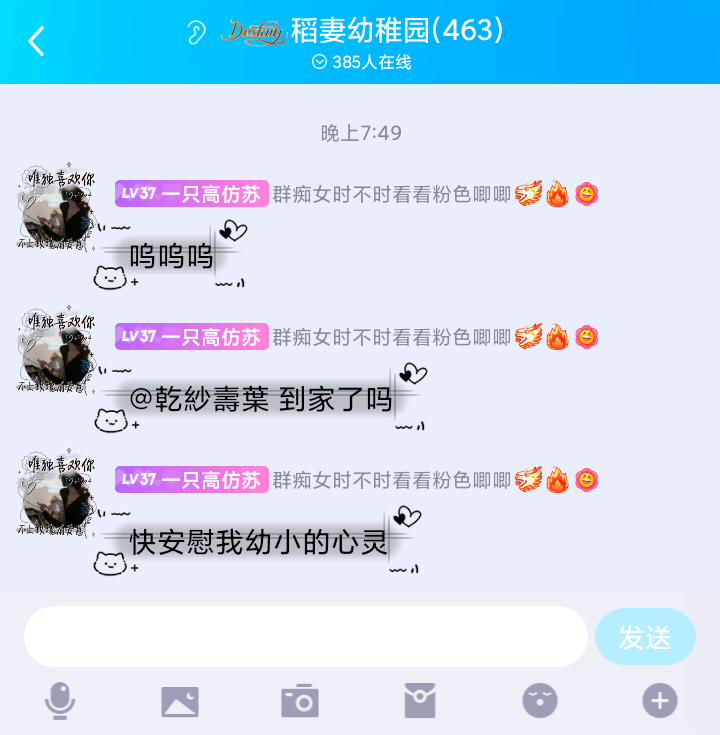 Destiny 稻妻幼稚园(463)
385人在线
晚上7:49
唯独喜欢你
LV37 一只高仿苏 群痴女时不时看看粉色唧唧
呜呜呜
唯独喜欢你
LV37 一只高仿苏 群痴女时不时看看粉色唧唧
@乾紗壽葉 到家了吗
唯独喜欢你
LV37 一只高仿苏 群痴女时不时看看粉色唧唧
快安慰我幼小的心灵
发送